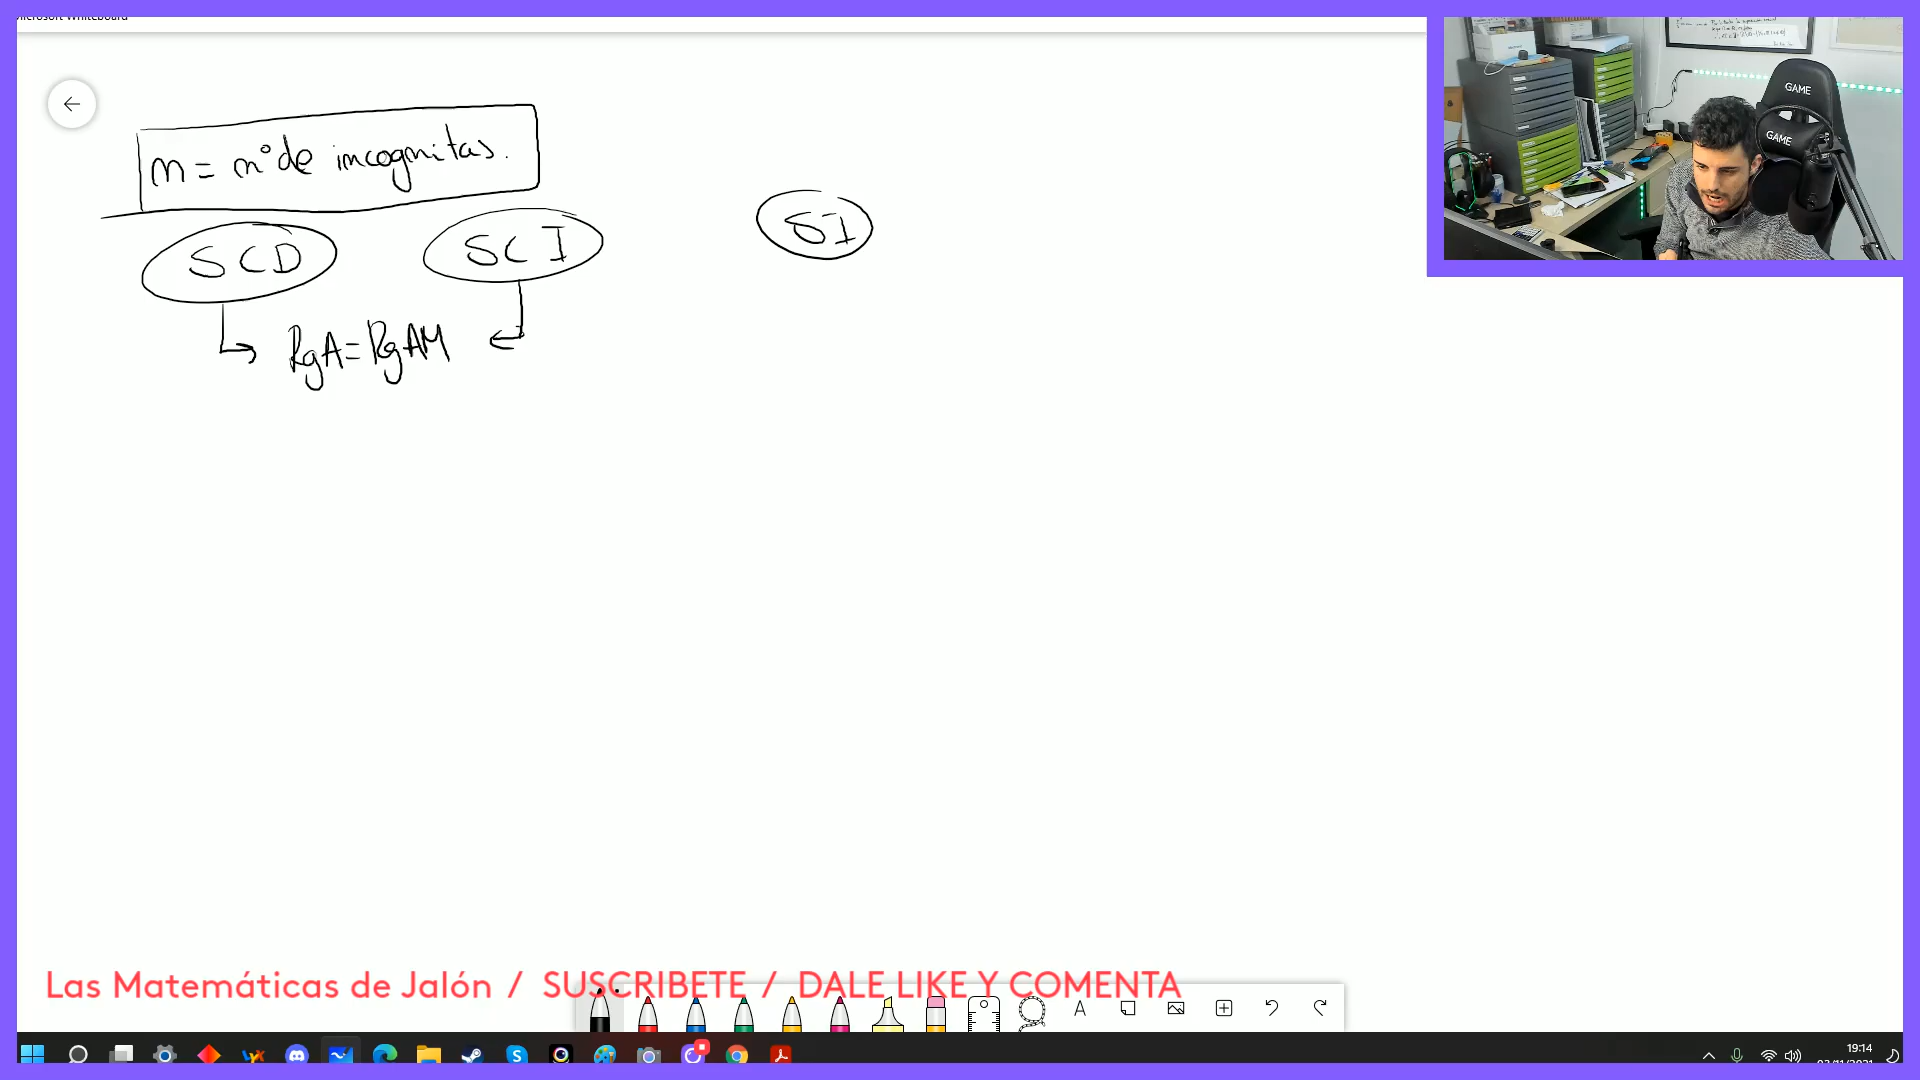 m = nº de incognitas.
SCD
SCI
SI
RgA=RgAM
GAME
GAME
Las Matemáticas de Jalón / SUSCRIBETE / DALE LIKE Y COMENTA
A
19:14